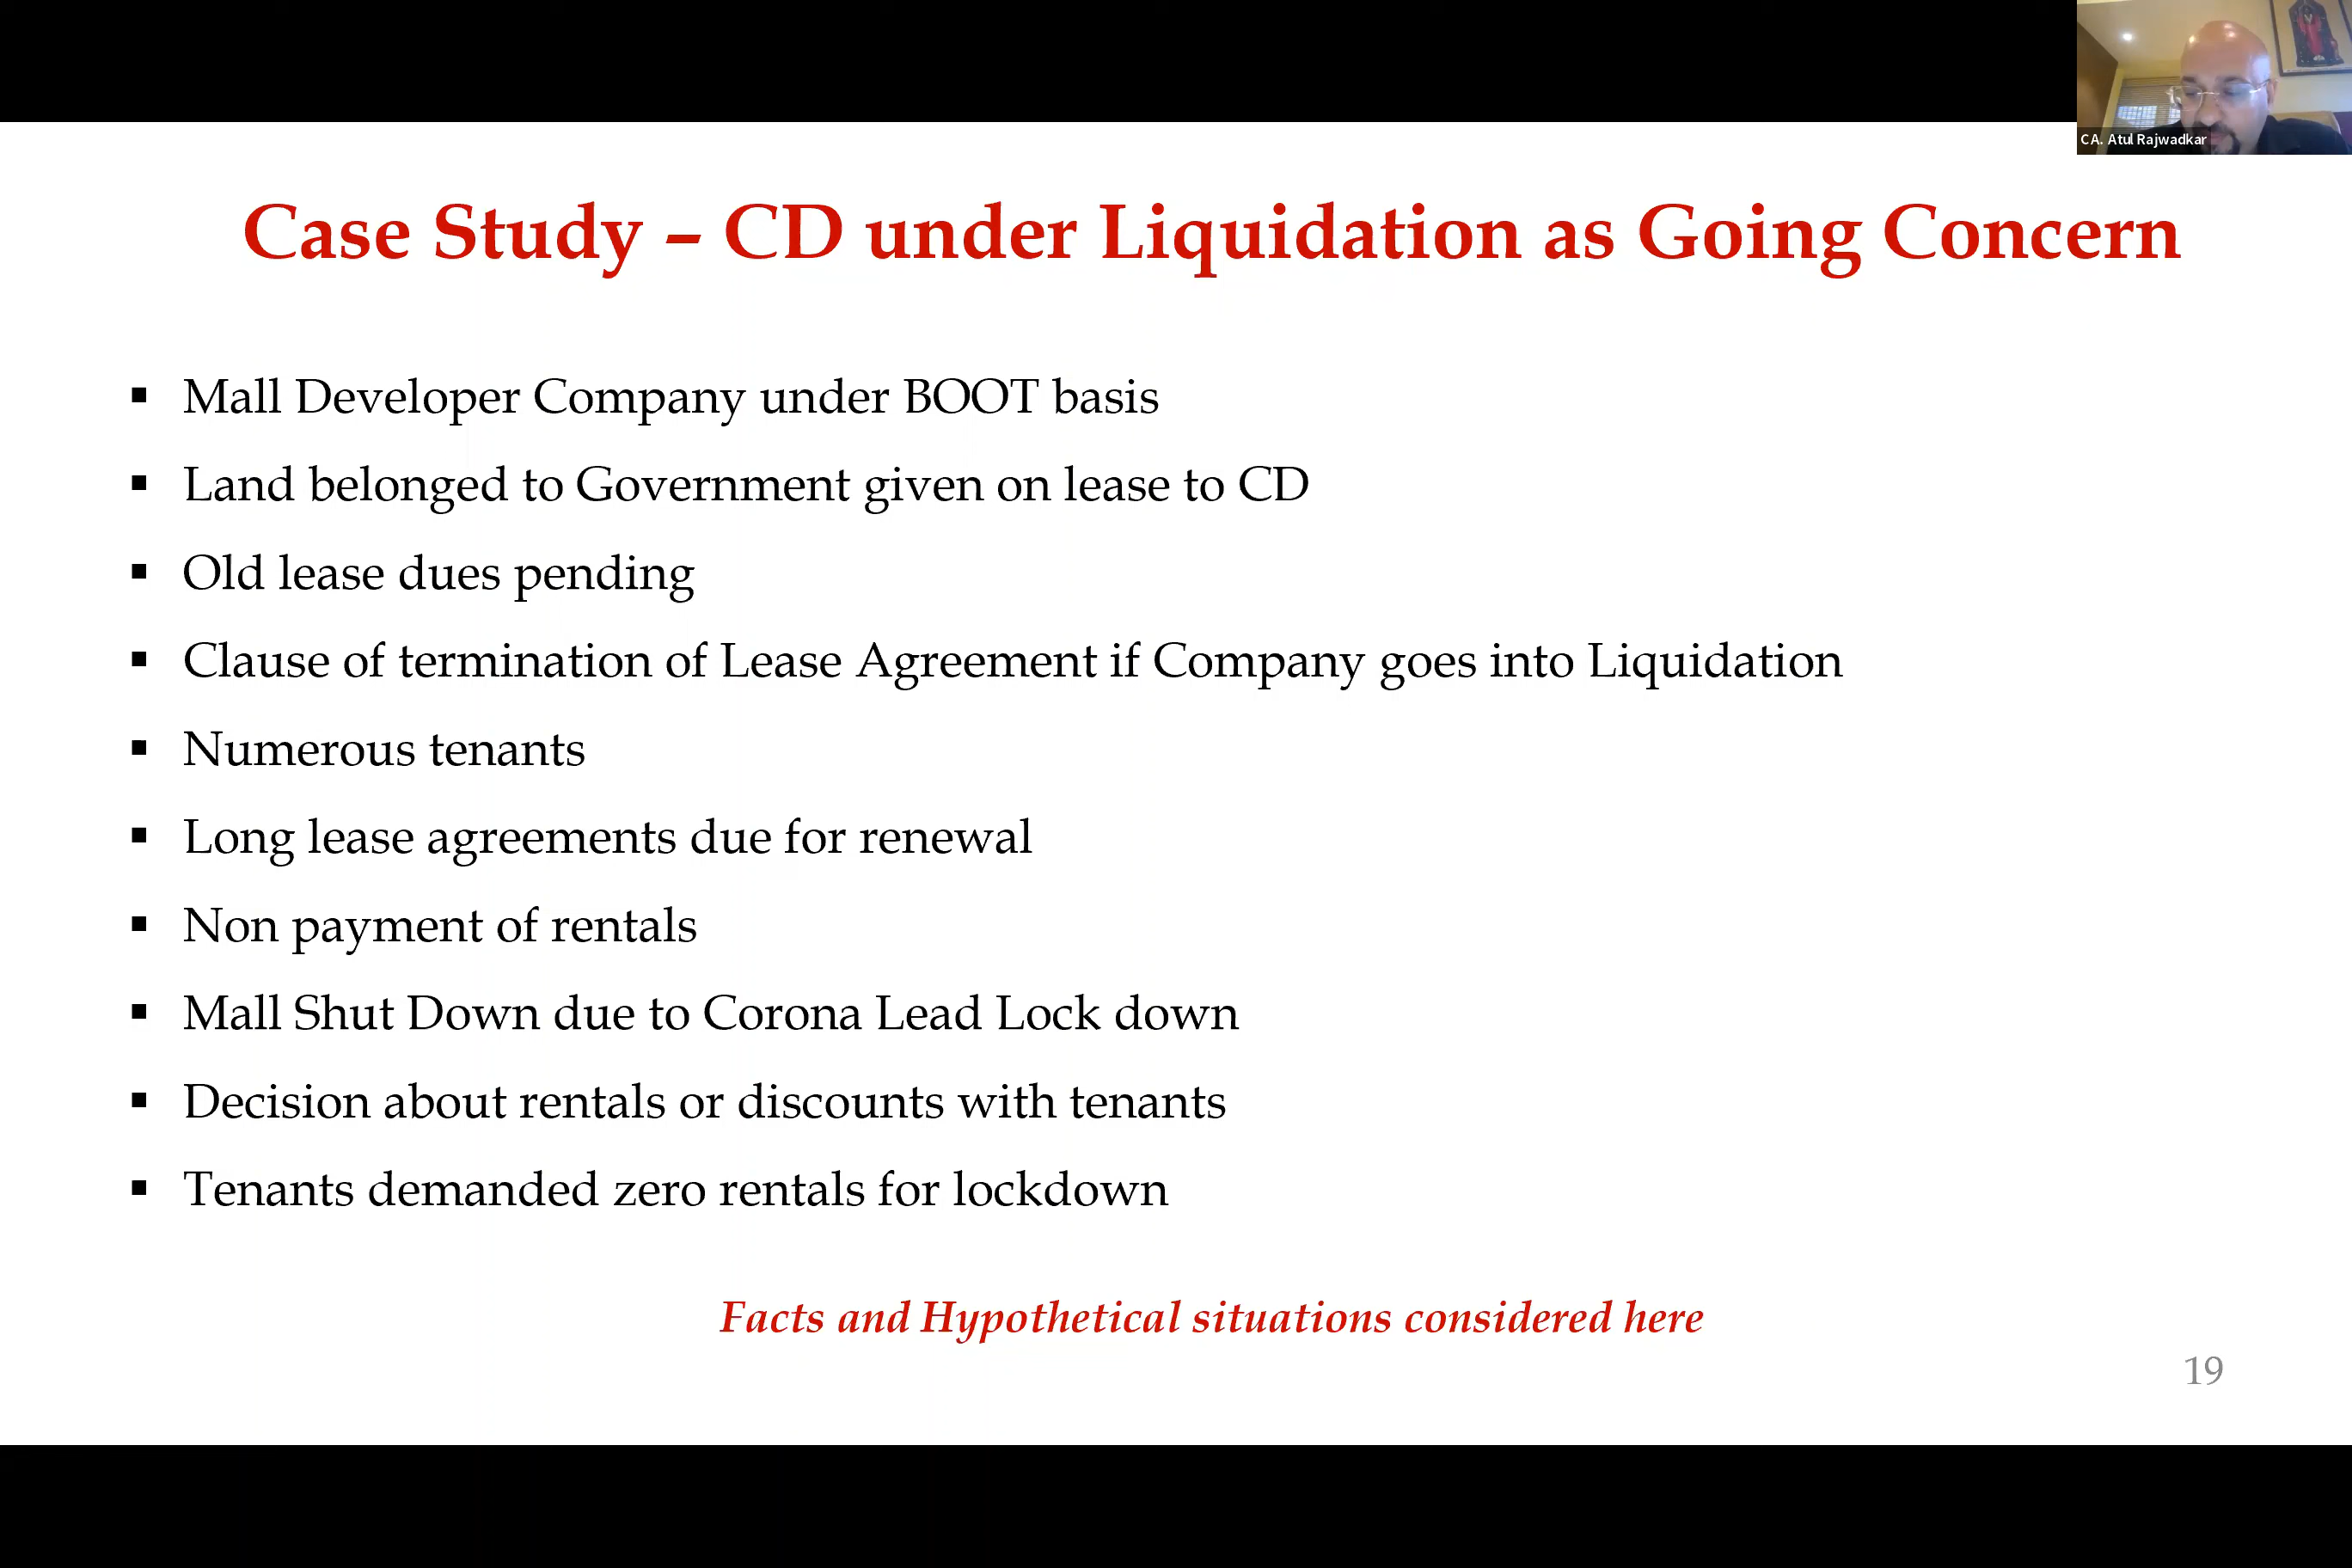 CA. Atul Rajwadkar
Case Study – CD under Liquidation as Going Concern
▪ Mall Developer Company under BOOT basis
▪ Land belonged to Government given on lease to CD
▪ Old lease dues pending
▪ Clause of termination of Lease Agreement if Company goes into Liquidation
▪ Numerous tenants
▪ Long lease agreements due for renewal
▪ Non payment of rentals
▪ Mall Shut Down due to Corona Lead Lock down
▪ Decision about rentals or discounts with tenants
▪ Tenants demanded zero rentals for lockdown
Facts and Hypothetical situations considered here
19